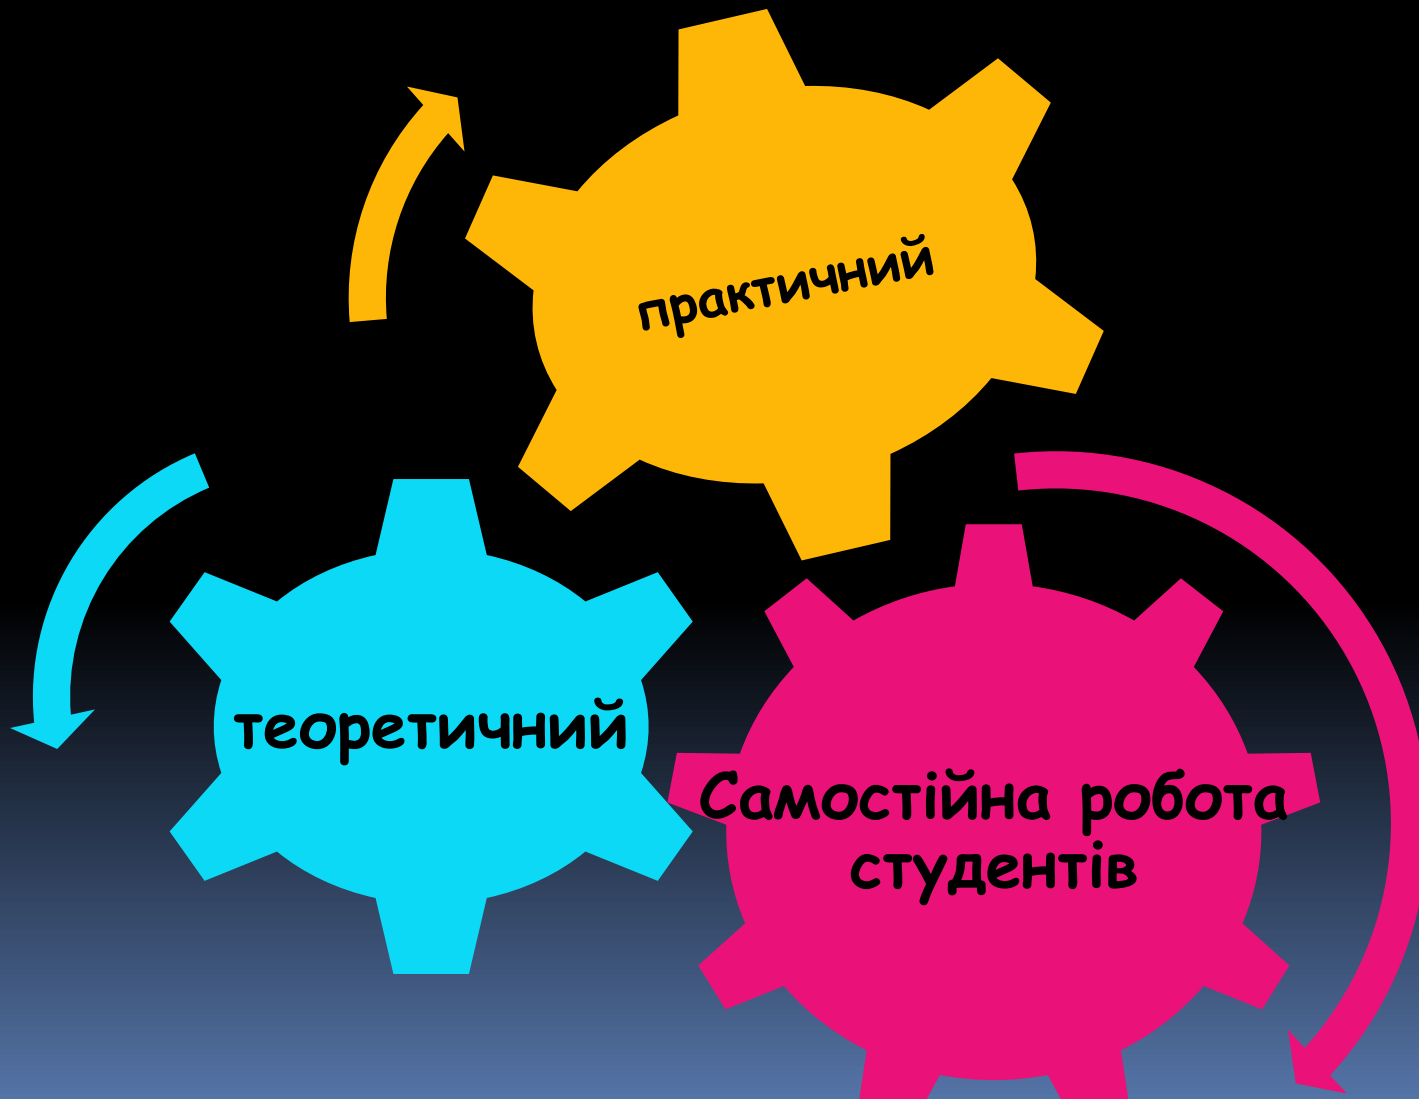 практичний
теоретичний
Самостійна робота
студентів